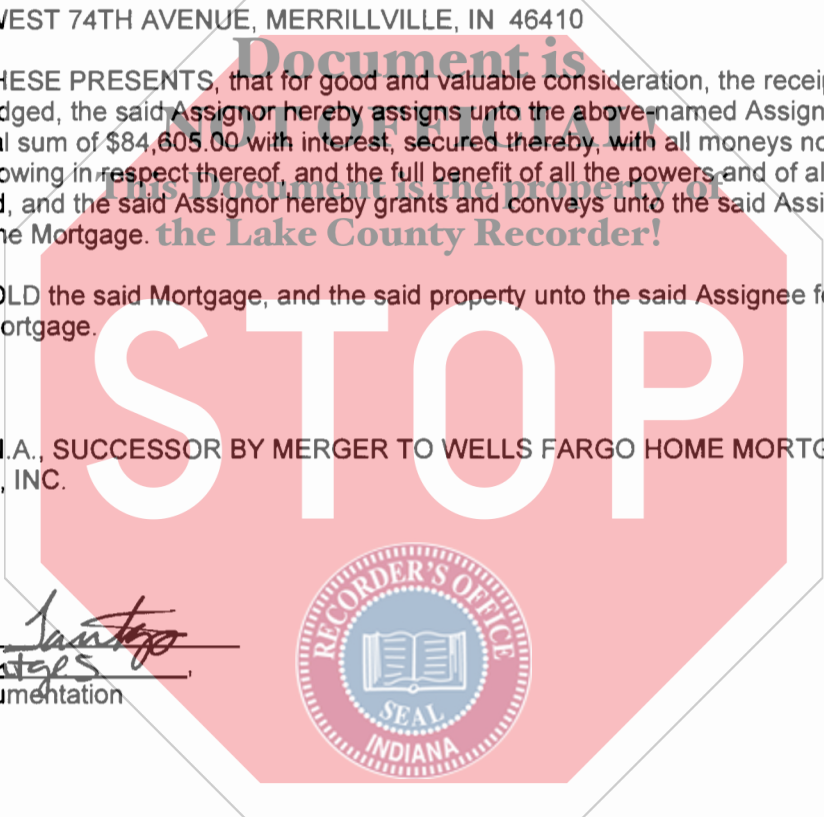 WEST 74TH AVENUE, MERRILLVILLE, IN 46410
Document is
HESE PRESENTS, that for good and valuable consideration, the recei
dged, the said Assignor hereby assigns unto the above-named Assign
NOT OFFICIAL!
l sum of $84,605.00 with interest, secured thereby, with all moneys no
owing in respect thereof, and the full benefit of all the powers and of al
This Document is the property of
d, and the said Assignor hereby grants and conveys unto the said Assi
he Mortgage.
the Lake County Recorder!
OLD the said Mortgage, and the said property unto the said Assignee f
ortgage.
STOP
N.A., SUCCESSOR BY MERGER TO WELLS FARGO HOME MORTG
, INC.
RECORDER'S OFFICE
SEAL
INDIANA
umentation